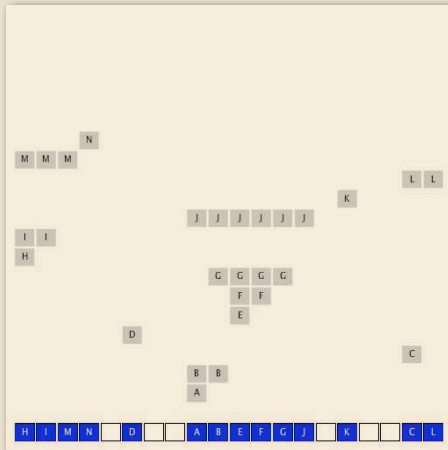 N
M M M
L L
K
J J J J J J
I I
H
G G G G
F F
E
D
C
B B
A
H I M N D A B E F G J K C L